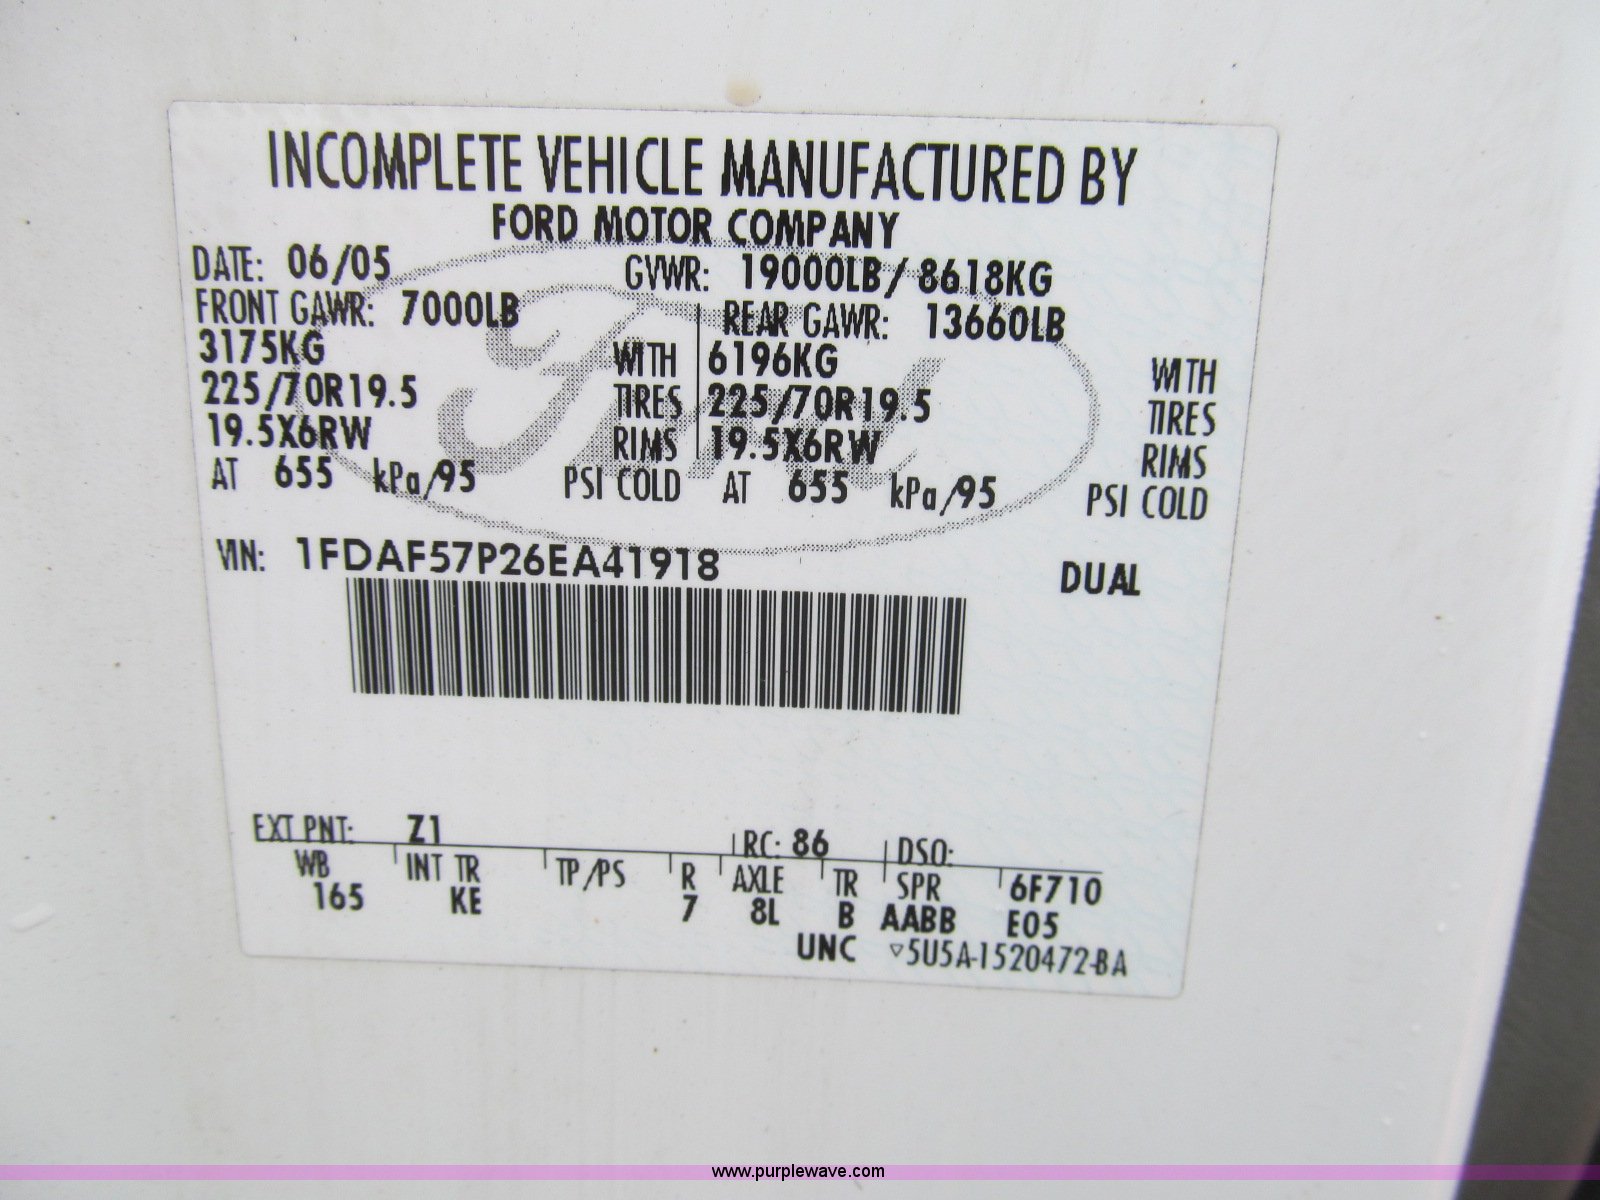 INCOMPLETE VEHICLE MANUFACTURED BY
FORD MOTOR COMPANY
DATE: 06/05 GVWR: 19000LB/ 8618KG
FRONT GAWR: 7000LB REAR GAWR: 13660LB
3175KG WITH 6196KG WITH
225/70R19.5 TIRES 225/70R19.5 TIRES
19.5X6RW RIMS 19.5X6RW RIMS
AT 655 kPa/95 PSI COLD AT 655 kPa/95 PSI COLD
VIN: 1FDAF57P26EA41918 DUAL
EXT PNT: Z1 RC: 86 DSO:
WB INT TR TP/PS R AXLE TR SPR 6F710
165 KE 7 8L B AABB E05
UNC ▽5U5A-1520472-BA
www.purplewave.com